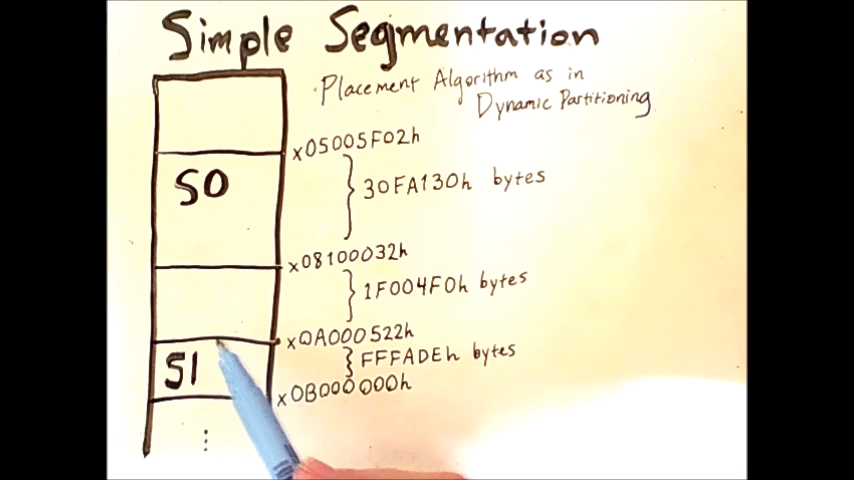 Simple Segmentation
·Placement Algorithm as in
Dynamic Partitioning
x05005F02h
S0
30FA130h bytes
x08100032h
1F004F0h bytes
x0A000522h
S1
FFFADEh bytes
x0B000000h